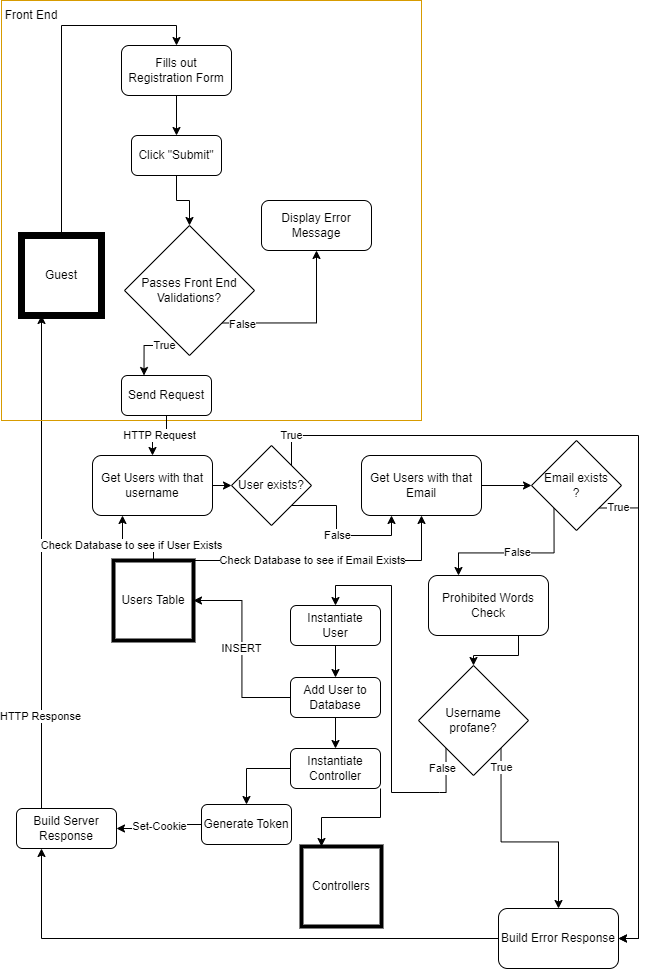 Front End
Fills out
Registration Form
Click "Submit"
Display Error
Message
Guest
Passes Front End
Validations?
False
True
Send Request
HTTP Request
True
Get Users with that
username
User exists?
Get Users with that
Email
Email exists
?
True
False
Check Database to see if User Exists
Check Database to see if Email Exists
False
Users Table
Instantiate
User
Prohibited Words
Check
INSERT
Add User to
Database
Username
profane?
HTTP Response
Instantiate
Controller
False
True
Build Server
Response
Set-Cookie
Generate Token
Controllers
Build Error Response